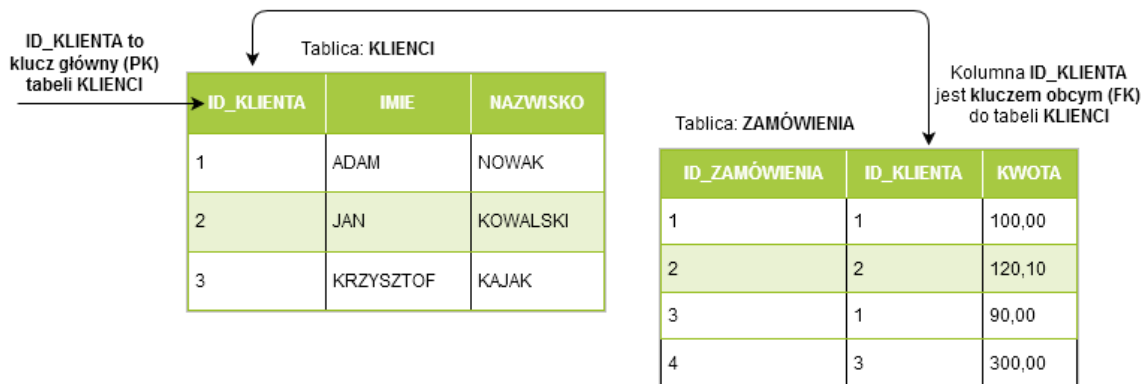 ID_KLIENTA to
klucz główny (PK)
tabeli KLIENCI
Tablica: KLIENCI
ID_KLIENTA IMIE NAZWISKO
1 ADAM NOWAK
2 JAN KOWALSKI
3 KRZYSZTOF KAJAK
Kolumna ID_KLIENTA
jest kluczem obcym (FK)
do tabeli KLIENCI
Tablica: ZAMÓWIENIA
ID_ZAMÓWIENIA ID_KLIENTA KWOTA
1 1 100,00
2 2 120,10
3 1 90,00
4 3 300,00